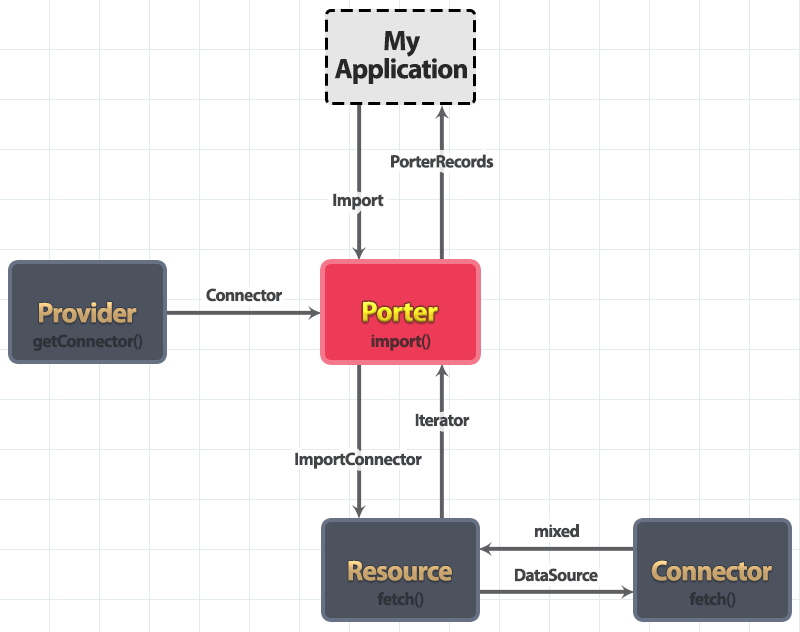 My
Application
PorterRecords
Import
Provider
getConnector()
Connector
Porter
import()
Iterator
ImportConnector
Resource
fetch()
mixed
DataSource
Connector
fetch()